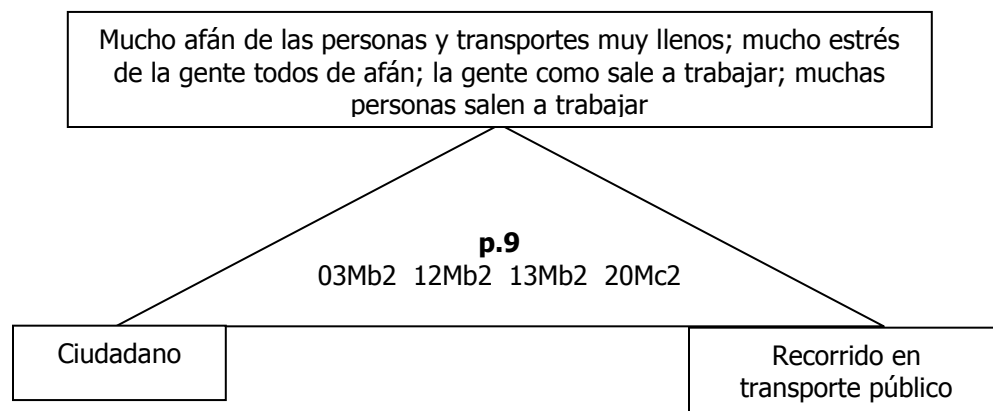 Mucho afán de las personas y transportes muy llenos; mucho estrés
de la gente todos de afán; la gente como sale a trabajar; muchas
personas salen a trabajar
p.9
03Mb2 12Mb2 13Mb2 20Mc2
Ciudadano
Recorrido en
transporte público